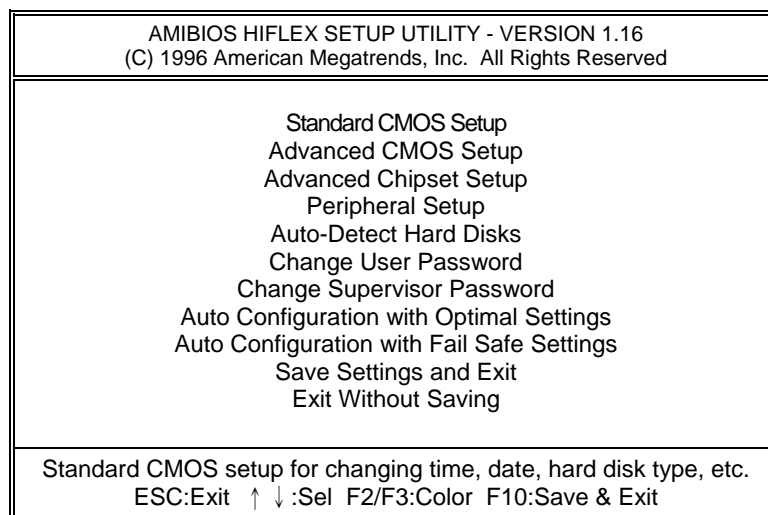 AMIBIOS HIFLEX SETUP UTILITY - VERSION 1.16
(C) 1996 American Megatrends, Inc. All Rights Reserved
Standard CMOS Setup
Advanced CMOS Setup
Advanced Chipset Setup
Peripheral Setup
Auto-Detect Hard Disks
Change User Password
Change Supervisor Password
Auto Configuration with Optimal Settings
Auto Configuration with Fail Safe Settings
Save Settings and Exit
Exit Without Saving
Standard CMOS setup for changing time, date, hard disk type, etc.
ESC:Exit ↑ ↓ :Sel F2/F3:Color F10:Save & Exit